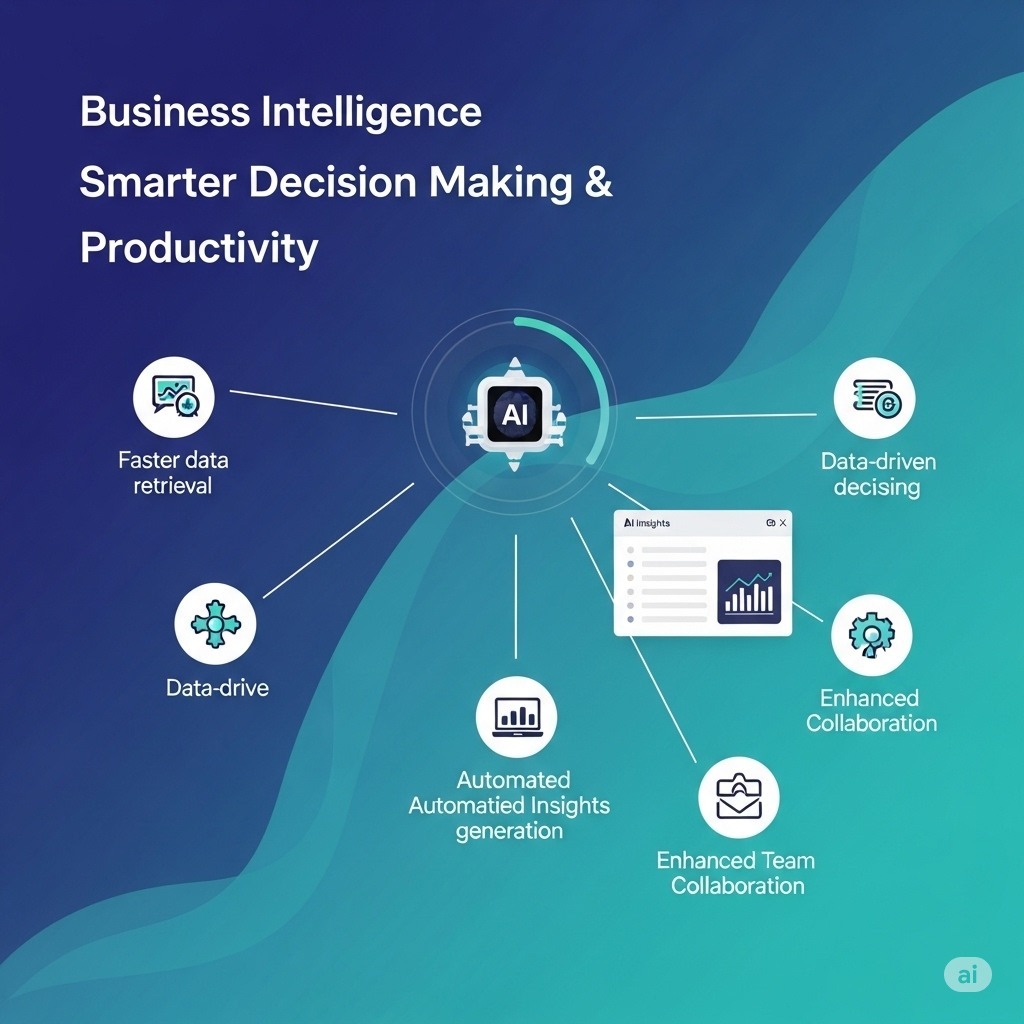 Business Intelligence
Smarter Decision Making &
Productivity
AI
Faster data
retrieval
Data-driven
decising
AI Imsights
X
Data-drive
Enhanced
Collaboration
Automated
Automatied Insights
generation
Enhanced Team
Collaboration
ai